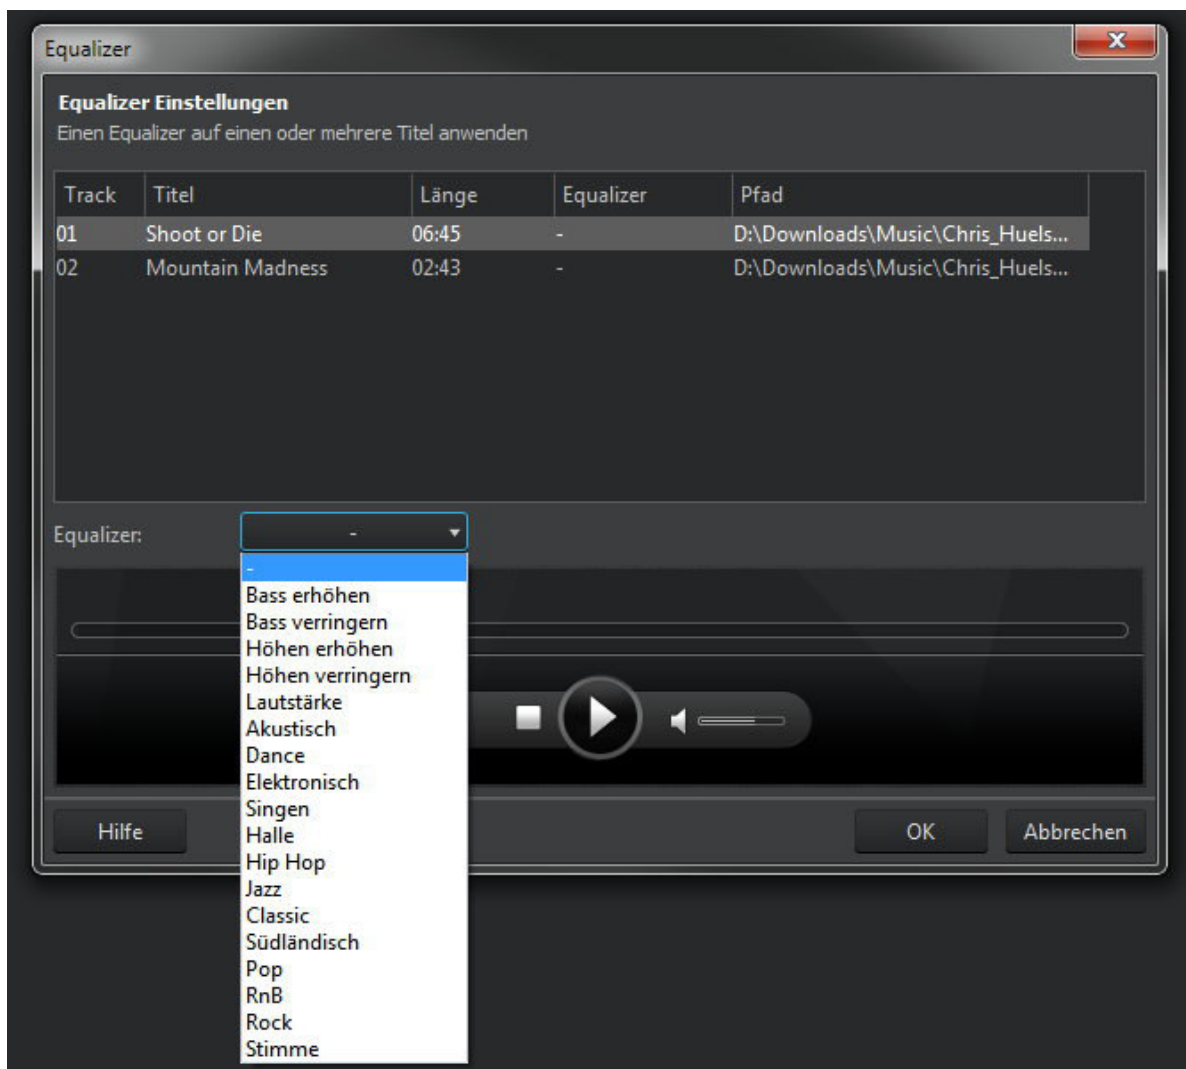 Equalizer
Equalizer Einstellungen
Einen Equalizer auf einen oder mehrere Titel anwenden
Track Titel Länge Equalizer Pfad
01 Shoot or Die 06:45 - D:\Downloads\Music\Chris_Huels...
02 Mountain Madness 02:43 - D:\Downloads\Music\Chris_Huels...
Equalizer: -
-
Bass erhöhen
Bass verringern
Höhen erhöhen
Höhen verringern
Lautstärke
Akustisch
Dance
Elektronisch
Singen
Halle
Hip Hop
Jazz
Classic
Südländisch
Pop
RnB
Rock
Stimme
Hilfe OK Abbrechen